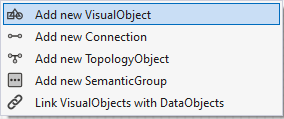 Add new VisualObject
Add new Connection
Add new TopologyObject
Add new SemanticGroup
Link VisualObjects with DataObjects